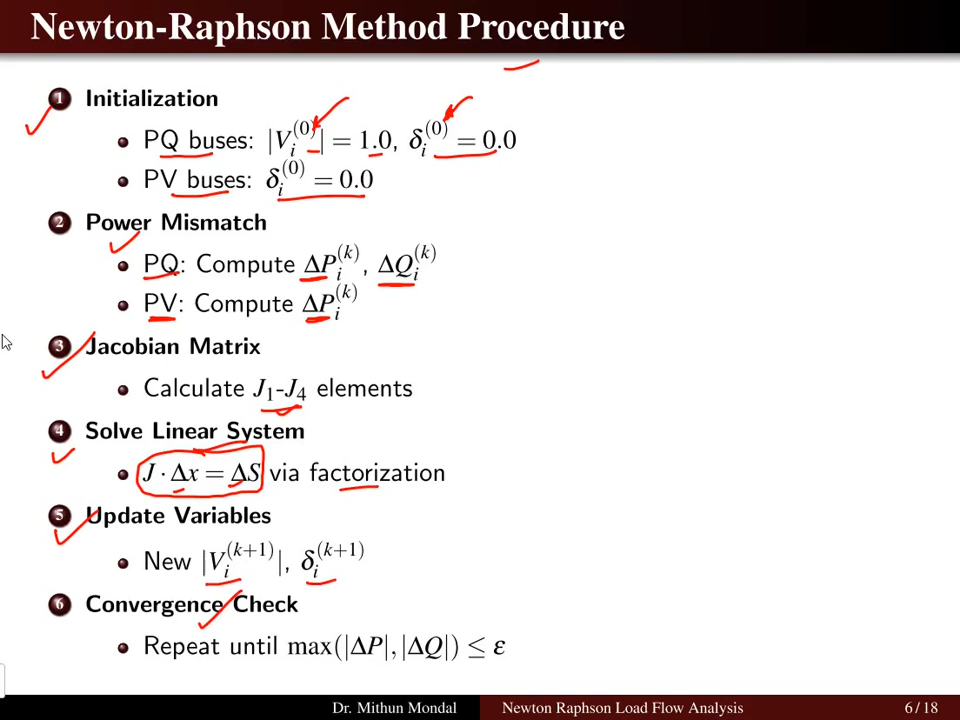 Newton-Raphson Method Procedure
1 Initialization
PQ buses: |V_i^(0)| = 1.0, δ_i^(0) = 0.0
PV buses: δ_i^(0) = 0.0
2 Power Mismatch
PQ: Compute ΔP_i^(k), ΔQ_i^(k)
PV: Compute ΔP_i^(k)
3 Jacobian Matrix
Calculate J₁-J₄ elements
4 Solve Linear System
J · Δx = ΔS via factorization
5 Update Variables
New |V_i^(k+1)|, δ_i^(k+1)
6 Convergence Check
Repeat until max(|ΔP|, |ΔQ|) ≤ ε
Dr. Mithun Mondal Newton Raphson Load Flow Analysis 6 / 18